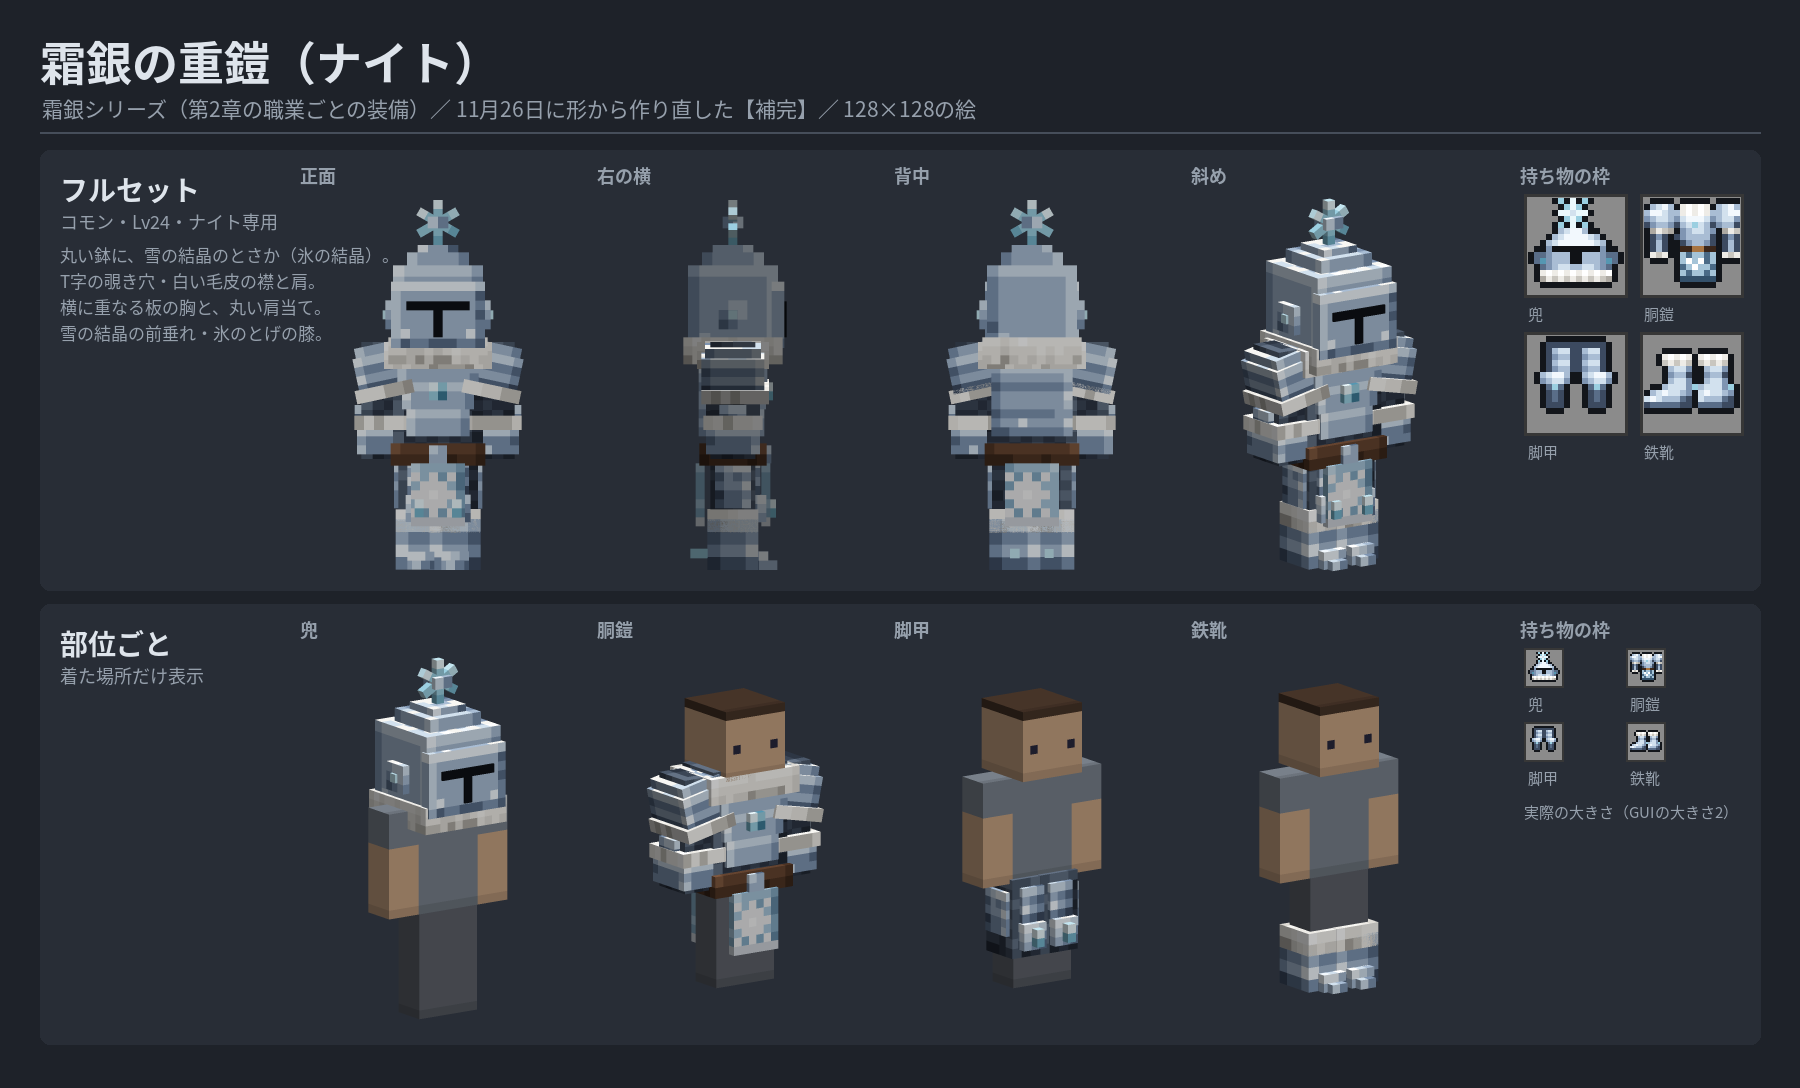 霜銀の重鎧（ナイト）
霜銀シリーズ（第2章の職業ごとの装備）／ 11月26日に形から作り直した【補完】／ 128×128の絵
フルセット
コモン・Lv24・ナイト専用
丸い鉢に、雪の結晶のとさか（氷の結晶）。
T字の覗き穴・白い毛皮の襟と肩。
横に重なる板の胸と、丸い肩当て。
雪の結晶の前垂れ・氷のとげの膝。
正面
右の横
背中
斜め
持ち物の枠
兜
胴鎧
脚甲
鉄靴
部位ごと
着た場所だけ表示
兜
胴鎧
脚甲
鉄靴
持ち物の枠
兜
胴鎧
脚甲
鉄靴
実際の大きさ（GUIの大きさ2）